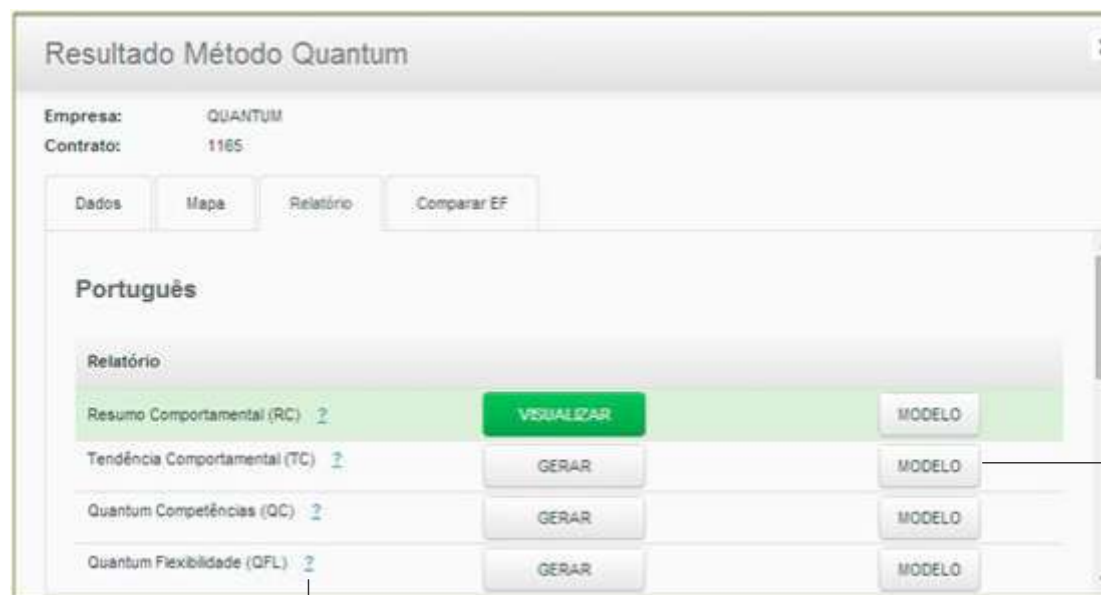 Resultado Método Quantum
Empresa: QUANTUM
Contrato: 1165
Dados Mapa Relatório Comparar EF
Português
Relatório
Resumo Comportamental (RC) ? VISUALIZAR MODELO
Tendência Comportamental (TC) ? GERAR MODELO
Quantum Competências (QC) ? GERAR MODELO
Quantum Flexibilidade (QFL) ? GERAR MODELO